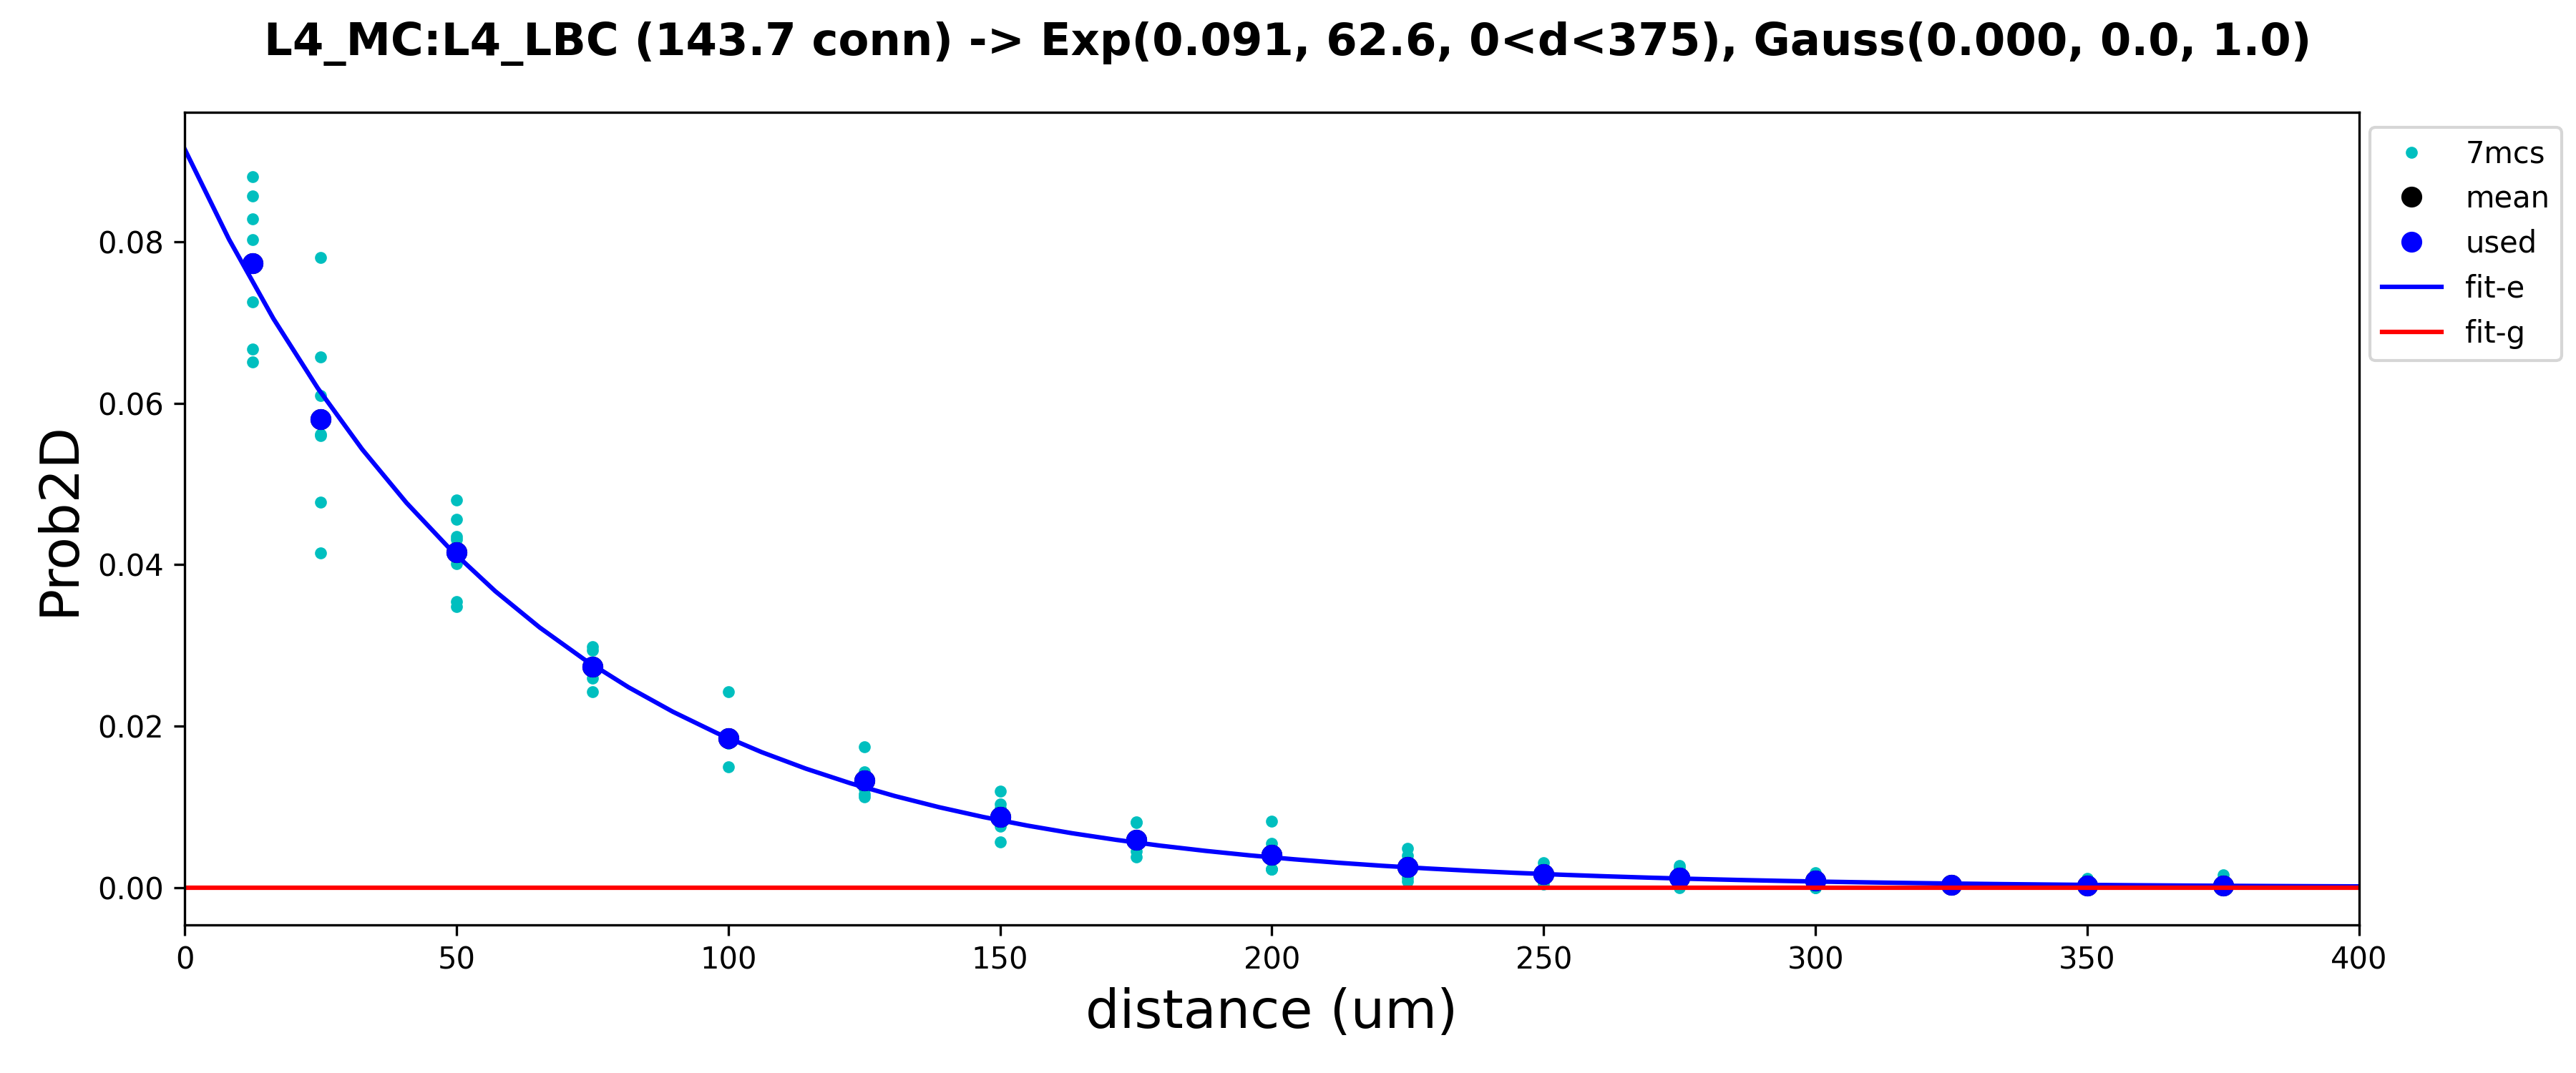 L4_MC:L4_LBC (143.7 conn) -> Exp(0.091, 62.6, 0<d<375), Gauss(0.000, 0.0, 1.0)
7mcs
mean
used
fit-e
fit-g
Prob2D
0.08
0.06
0.04
0.02
0.00
0 50 100 150 200 250 300 350 400
distance (um)